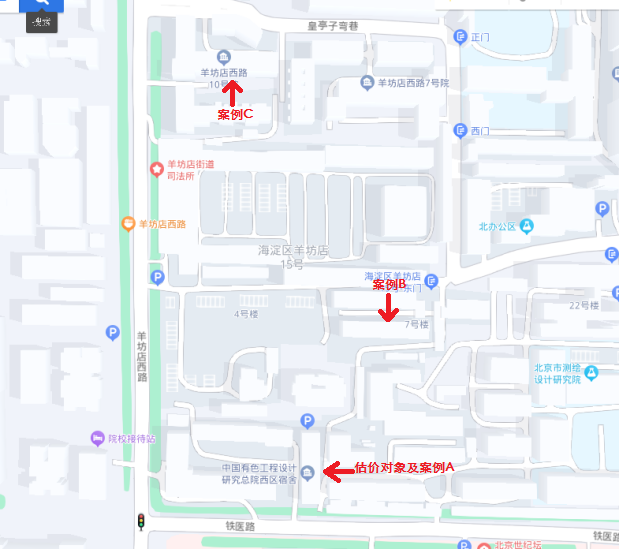 搜索
皇亭子弯巷
正门
羊坊店西路
10号
羊坊店西路7号院
案例C
西门
羊坊店街道
司法所
羊坊店西路
北办公区
海淀区羊坊店
15号
海淀区羊坊店
东门
案例B
4号楼
7号楼
22号楼
羊坊店西路
北京市测绘
设计研究院
院校接待站
中国有色工程设计
研究总院西区宿舍
估价对象及案例A
铁医路
铁医路
北京世纪坛